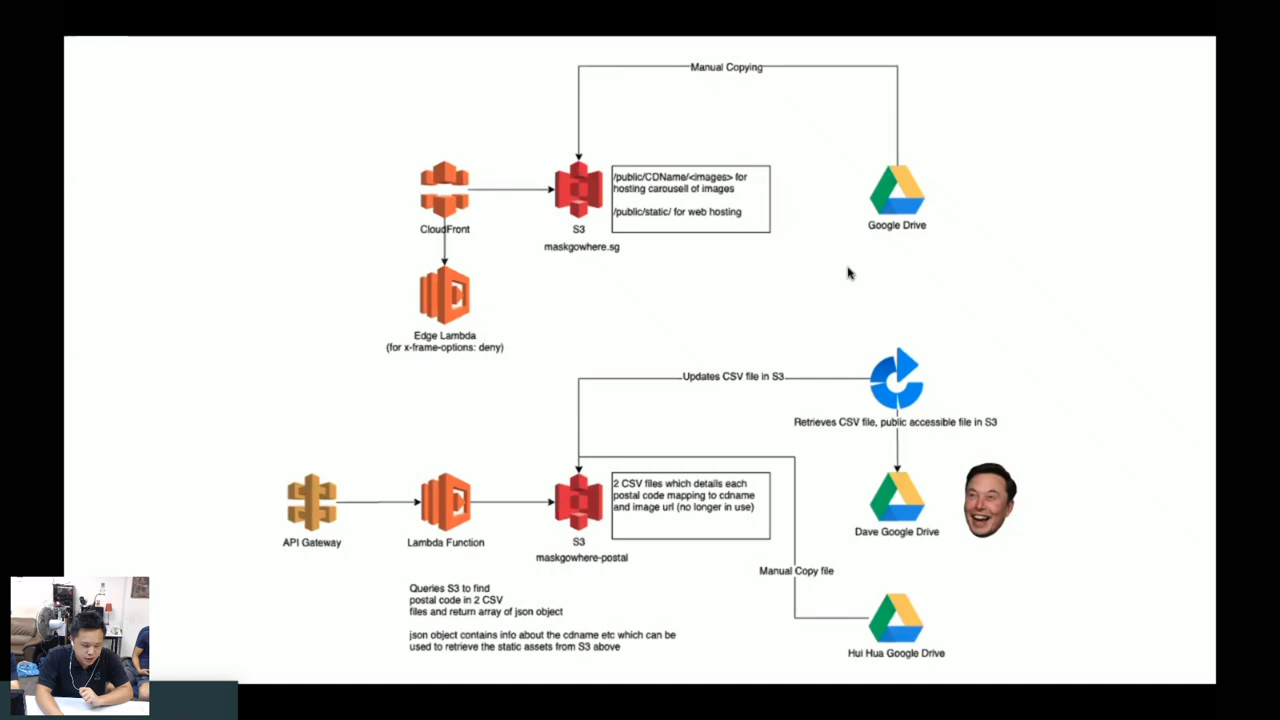 Manual Copying
/public/CDName/<images> for
hosting carousell of images
/public/static/ for web hosting
CloudFront
S3
maskgowhere.sg
Google Drive
Edge Lambda
(for x-frame-options: deny)
Updates CSV file in S3
Retrieves CSV file, public accessible file in S3
2 CSV files which details each
postal code mapping to cdname
and image url (no longer in use)
API Gateway
Lambda Function
S3
maskgowhere-postal
Dave Google Drive
Manual Copy file
Queries S3 to find
postal code in 2 CSV
files and return array of json object
json object contains info about the cdname etc which can be
used to retrieve the static assets from S3 above
Hui Hua Google Drive